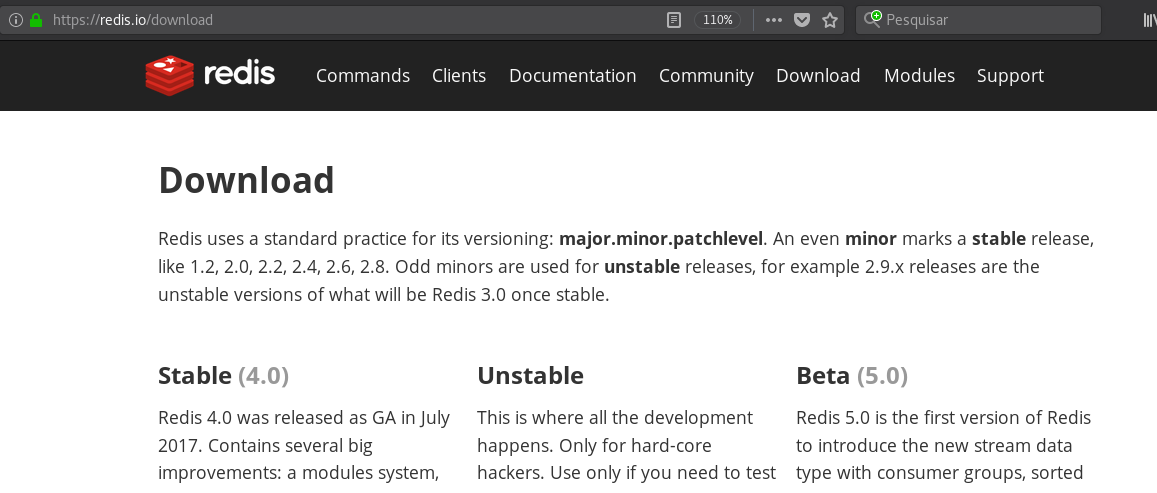 https://redis.io/download 110% Pesquisar
redis Commands Clients Documentation Community Download Modules Support
Download
Redis uses a standard practice for its versioning: major.minor.patchlevel. An even minor marks a stable release,
like 1.2, 2.0, 2.2, 2.4, 2.6, 2.8. Odd minors are used for unstable releases, for example 2.9.x releases are the
unstable versions of what will be Redis 3.0 once stable.
Stable (4.0)
Redis 4.0 was released as GA in July
2017. Contains several big
improvements: a modules system,
Unstable
This is where all the development
happens. Only for hard-core
hackers. Use only if you need to test
Beta (5.0)
Redis 5.0 is the first version of Redis
to introduce the new stream data
type with consumer groups, sorted